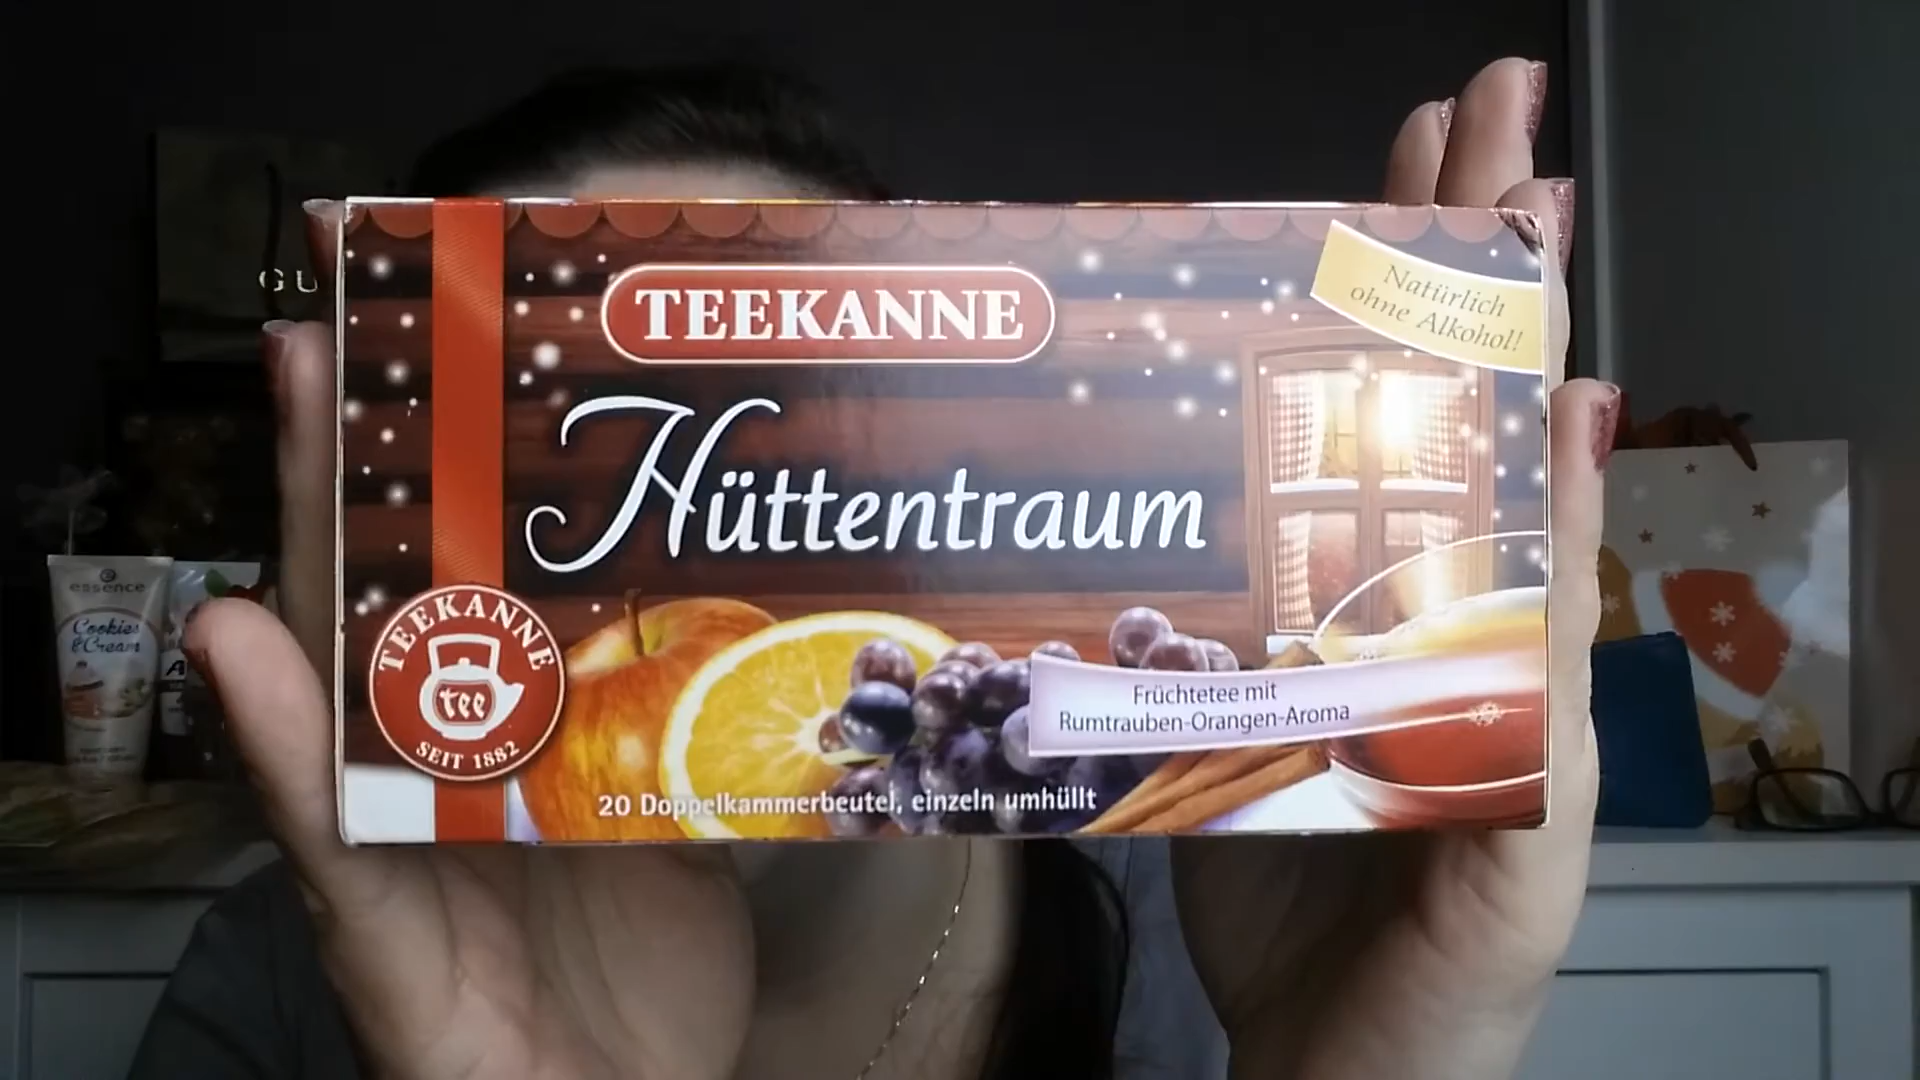 TEEKANNE
Natürlich
ohne Alkohol!
Hüttentraum
GU
TEEKANNE
tee
SEIT 1882
Früchtetee mit
Rumtrauben-Orangen-Aroma
20 Doppelkammerbeutel, einzeln umhüllt
essence
Cookies
& Cream